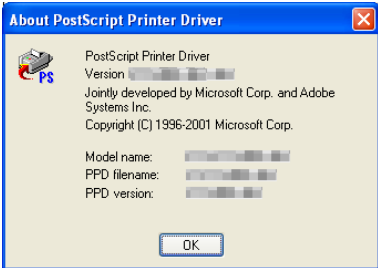 About PostScript Printer Driver
PS
PostScript Printer Driver
Version
Jointly developed by Microsoft Corp. and Adobe
Systems Inc.
Copyright (C) 1996-2001 Microsoft Corp.
Model name:
PPD filename:
PPD version:
OK